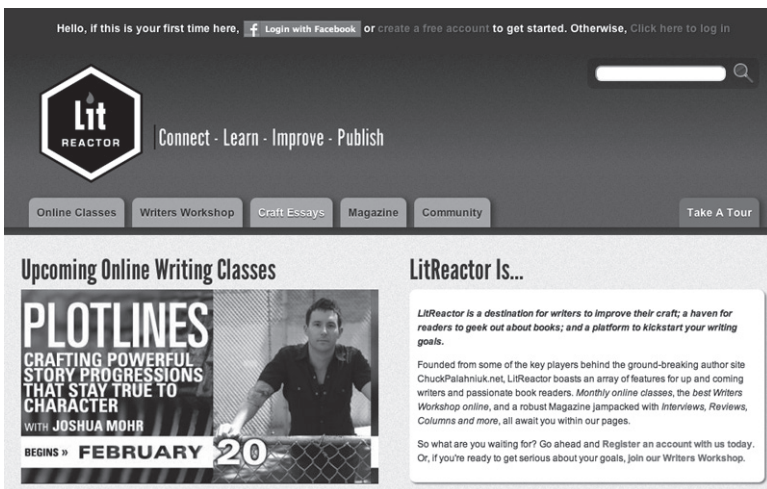 Hello, if this is your first time here, f Login with Facebook or create a free account to get started. Otherwise, Click here to log in
Lit
REACTOR
Connect - Learn - Improve - Publish
Online Classes Writers Workshop Craft Essays Magazine Community Take A Tour
Upcoming Online Writing Classes
PLOTLINES
CRAFTING POWERFUL
STORY PROGRESSIONS
THAT STAY TRUE TO
CHARACTER
WITH JOSHUA MOHR
BEGINS » FEBRUARY 20
LitReactor Is...
LitReactor is a destination for writers to improve their craft; a haven for
readers to geek out about books; and a platform to kickstart your writing
goals.
Founded from some of the key players behind the ground-breaking author site
ChuckPalahniuk.net, LitReactor boasts an array of features for up and coming
writers and passionate book readers. Monthly online classes, the best Writers
Workshop online, and a robust Magazine jampacked with Interviews, Reviews,
Columns and more, all await you within our pages.
So what are you waiting for? Go ahead and Register an account with us today.
Or, if you're ready to get serious about your goals, join our Writers Workshop.